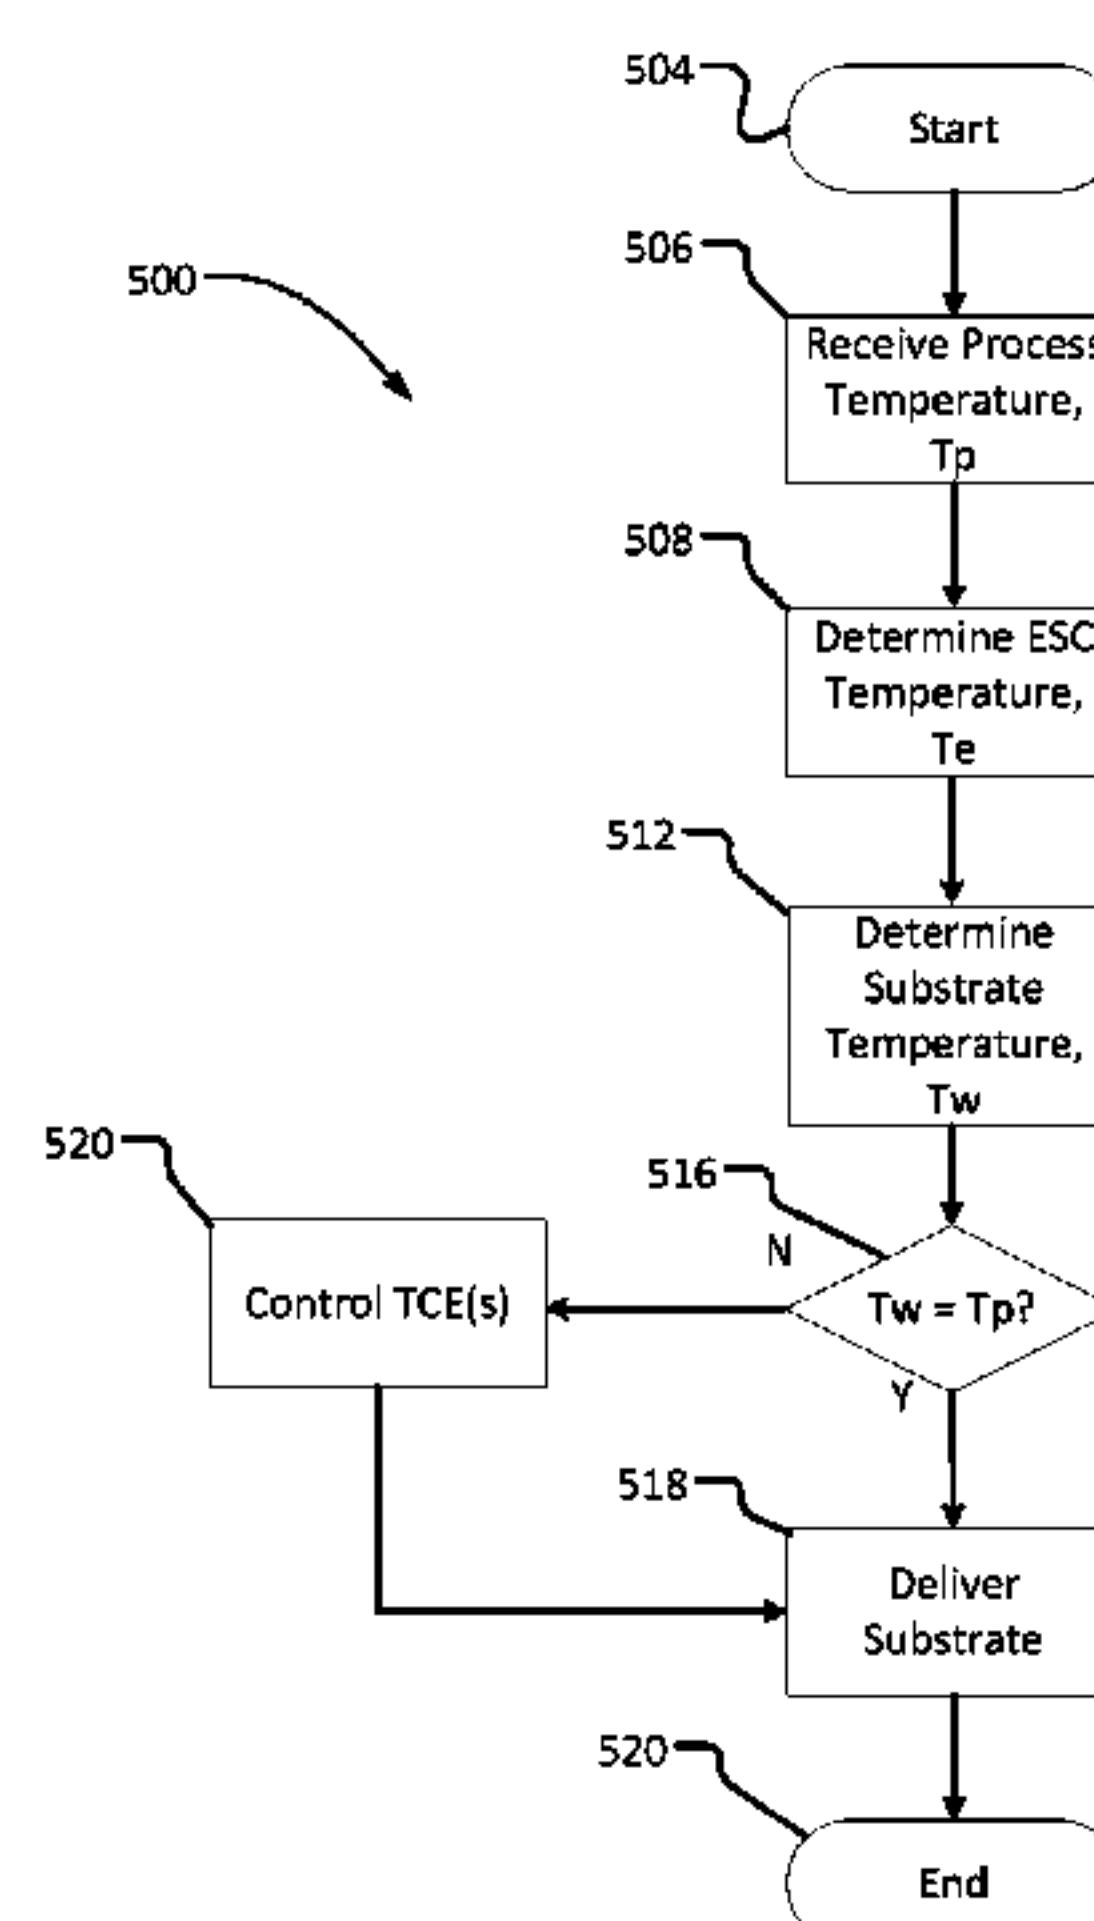 504
Start
506
500
Receive Process
Temperature,
Tp
508
Determine ESC
Temperature,
Te
512
Determine
Substrate
Temperature,
Tw
520
516
N
Control TCE(s)
Tw = Tp?
Y
518
Deliver
Substrate
520
End